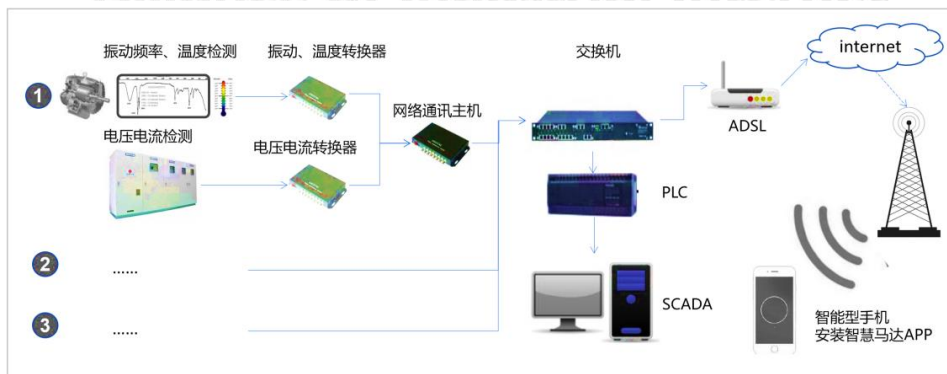 振动频率、温度检测
振动、温度转换器
交换机
internet
1
网络通讯主机
ADSL
电压电流检测
电压电流转换器
PLC
2
……
SCADA
3
……
智能型手机
安装智慧马达APP